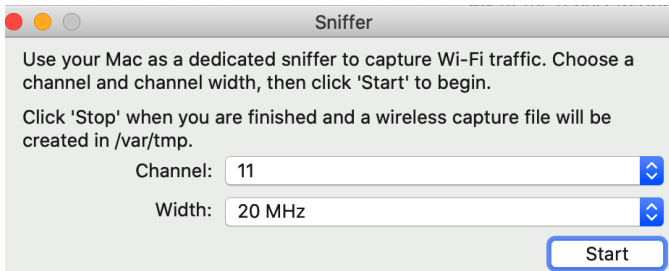 Sniffer
Use your Mac as a dedicated sniffer to capture Wi-Fi traffic. Choose a
channel and channel width, then click 'Start' to begin.
Click 'Stop' when you are finished and a wireless capture file will be
created in /var/tmp.
Channel: 11
Width: 20 MHz
Start